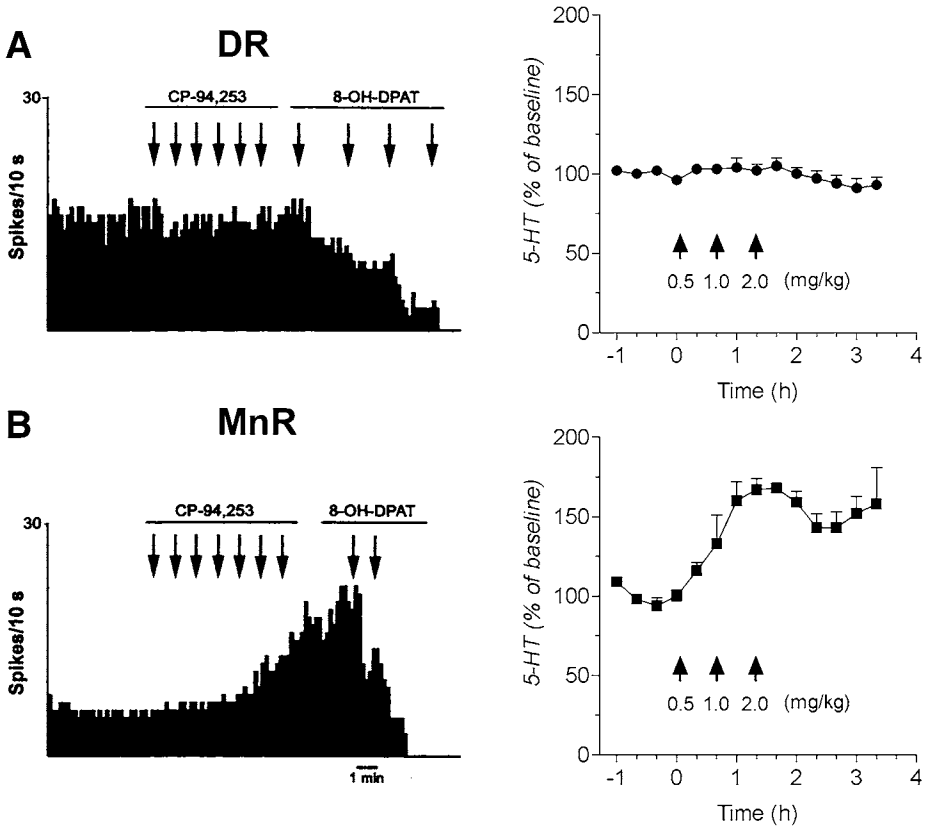 A DR
CP-94,253 8-OH-DPAT
30
Spikes/10 s
200
150
100
50
0
5-HT (% of baseline)
0.5 1.0 2.0 (mg/kg)
-1 0 1 2 3 4
Time (h)
B MnR
CP-94,253 8-OH-DPAT
30
Spikes/10 s
1 min
200
150
100
50
0
5-HT (% of baseline)
0.5 1.0 2.0 (mg/kg)
-1 0 1 2 3 4
Time (h)